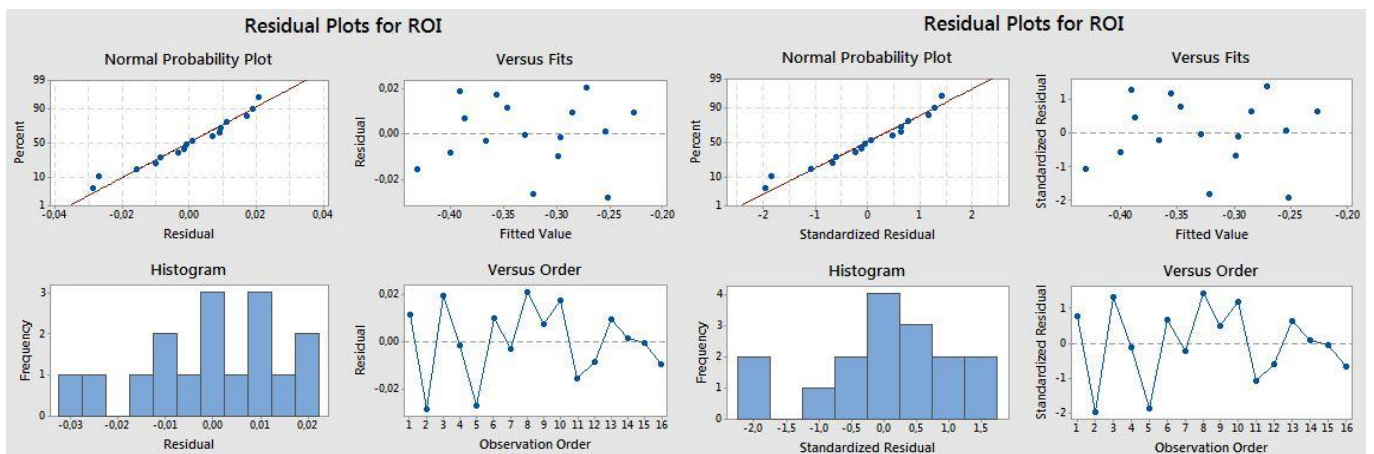 Residual Plots for ROI
Normal Probability Plot
Versus Fits
99
90
50
10
1
Percent
-0,04 -0,02 0,00 0,02 0,04
Residual
0,02
0,00
-0,02
Residual
-0,40 -0,35 -0,30 -0,25 -0,20
Fitted Value
Histogram
Versus Order
3
2
1
0
Frequency
-0,03 -0,02 -0,01 0,00 0,01 0,02
Residual
0,02
0,00
-0,02
Residual
1 2 3 4 5 6 7 8 9 10 11 12 13 14 15 16
Observation Order
Residual Plots for ROI
Normal Probability Plot
Versus Fits
99
90
50
10
1
Percent
-2 -1 0 1 2
Standardized Residual
1
0
-1
-2
Standardized Residual
-0,40 -0,35 -0,30 -0,25 -0,20
Fitted Value
Histogram
Versus Order
4
3
2
1
0
Frequency
-2,0 -1,5 -1,0 -0,5 0,0 0,5 1,0 1,5
Standardized Residual
1
0
-1
-2
Standardized Residual
1 2 3 4 5 6 7 8 9 10 11 12 13 14 15 16
Observation Order